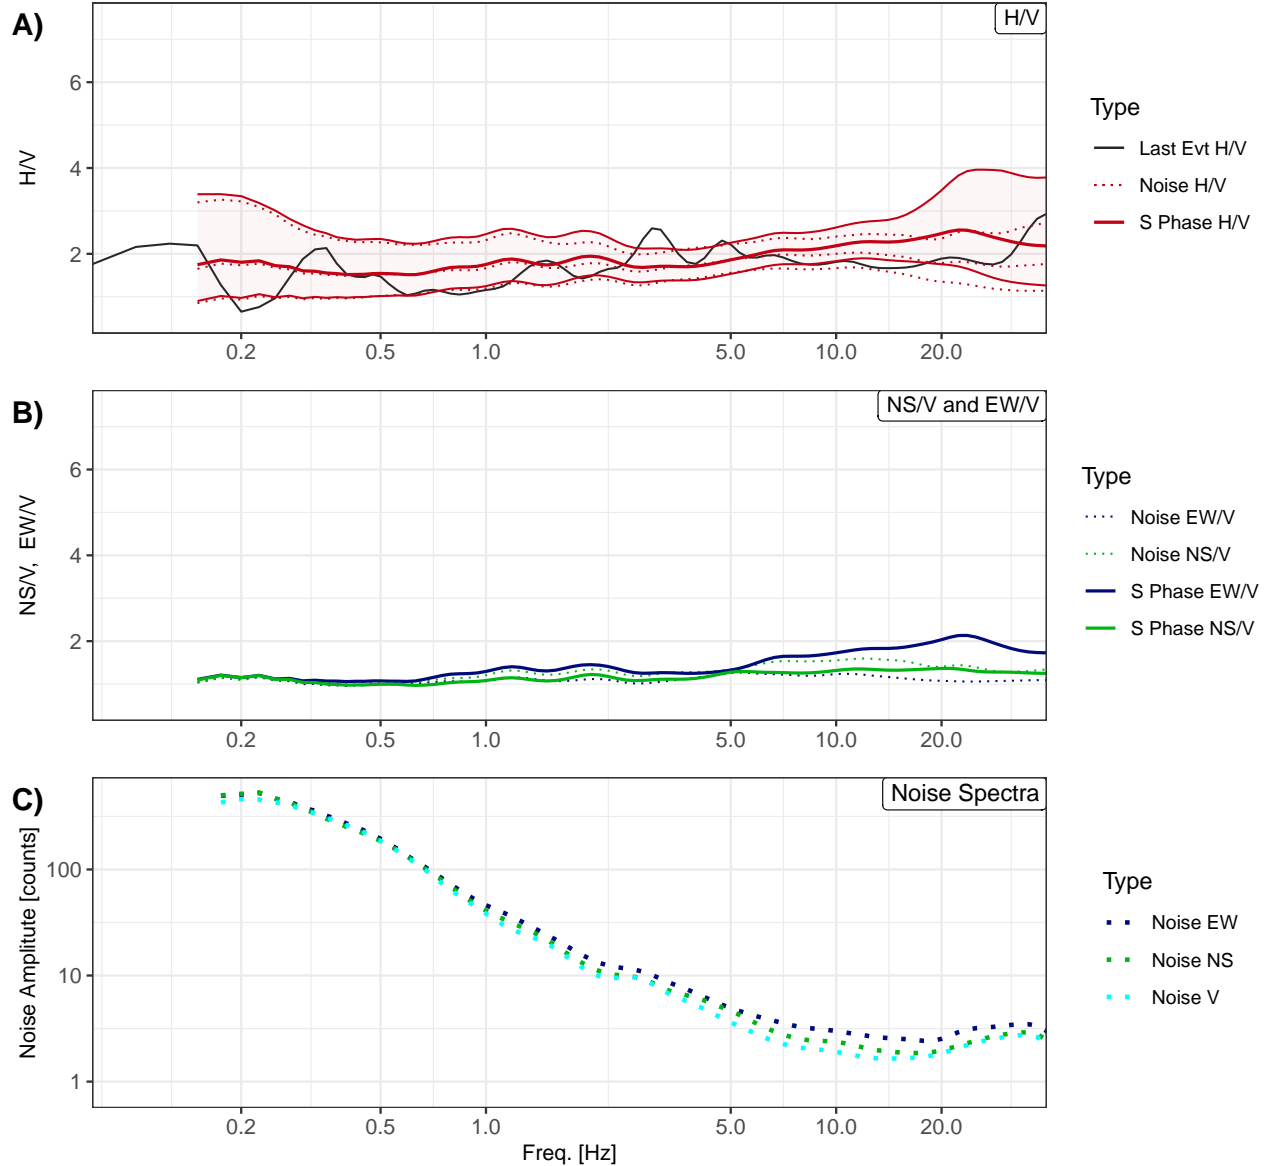 A)
H/V
H/V
6
4
2
0.2 0.5 1.0 5.0 10.0 20.0
Type
Last Evt H/V
Noise H/V
S Phase H/V
B)
NS/V and EW/V
NS/V, EW/V
6
4
2
0.2 0.5 1.0 5.0 10.0 20.0
Type
Noise EW/V
Noise NS/V
S Phase EW/V
S Phase NS/V
C)
Noise Spectra
Noise Amplitute [counts]
100
10
1
0.2 0.5 1.0 5.0 10.0 20.0
Freq. [Hz]
Type
Noise EW
Noise NS
Noise V